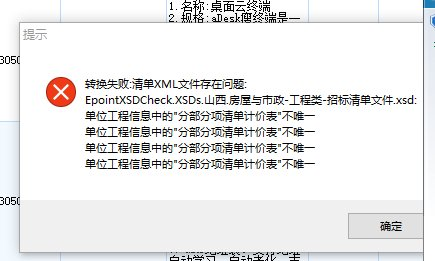 1.名称:桌面云终端
2.规格:aDesk瘦终端是一
提示
3050
转换失败:清单XML文件存在问题:
EpointXSDCheck.XSDs.山西.房屋与市政-工程类-招标清单文件.xsd:
单位工程信息中的"分部分项清单计价表"不唯一
单位工程信息中的"分部分项清单计价表"不唯一
单位工程信息中的"分部分项清单计价表"不唯一
单位工程信息中的"分部分项清单计价表"不唯一
3050
确定